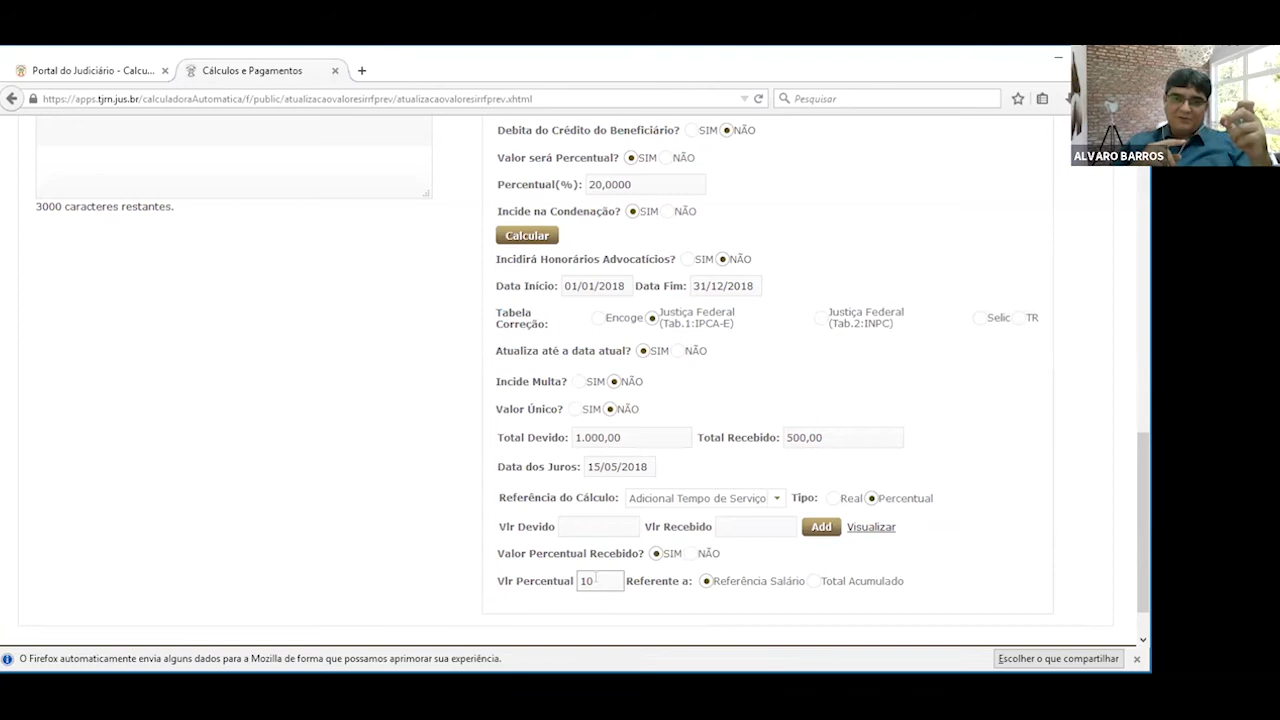 Portal do Judiciário - Calcu...
Cálculos e Pagamentos
https://apps.tjrn.jus.br/calculadoraAutomatica/f/public/atualizacaovaloresirrfprev/atualizacaovaloresirrfprev.xhtml
Pesquisar
ALVARO BARROS
Debita do Crédito do Beneficiário? SIM NÃO
Valor será Percentual? SIM NÃO
Percentual(%): 20,0000
3000 caracteres restantes.
Incide na Condenação? SIM NÃO
Calcular
Incidirá Honorários Advocatícios? SIM NÃO
Data Início: 01/01/2018 Data Fim: 31/12/2018
Tabela Correção: Encoge Justiça Federal (Tab.1:IPCA-E) Justiça Federal (Tab.2:INPC) Selic TR
Atualiza até a data atual? SIM NÃO
Incide Multa? SIM NÃO
Valor Único? SIM NÃO
Total Devido: 1.000,00 Total Recebido: 500,00
Data dos Juros: 15/05/2018
Referência do Cálculo: Adicional Tempo de Serviço Tipo: Real Percentual
Vlr Devido Vlr Recebido Add Visualizar
Valor Percentual Recebido? SIM NÃO
Vlr Percentual 10 Referente a: Referência Salário Total Acumulado
O Firefox automaticamente envia alguns dados para a Mozilla de forma que possamos aprimorar sua experiência.
Escolher o que compartilhar